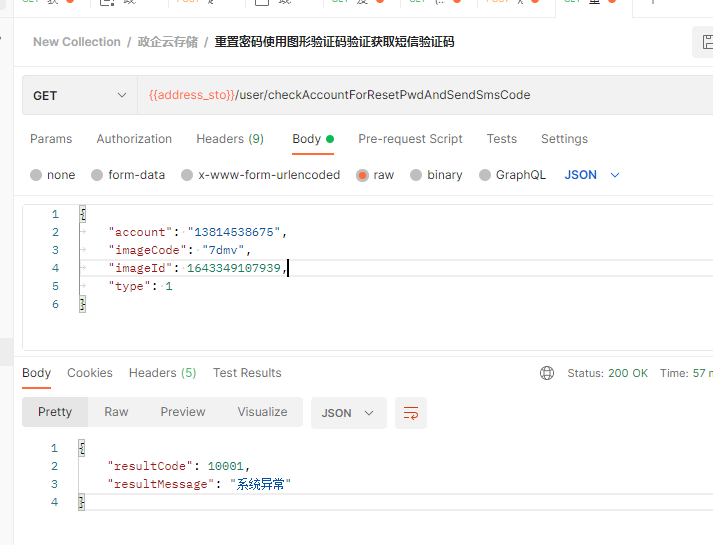 New Collection / 政企云存储 / 重置密码使用图形验证码验证获取短信验证码
GET {{address_sto}}/user/checkAccountForResetPwdAndSendSmsCode
Params Authorization Headers (9) Body Pre-request Script Tests Settings
none form-data x-www-form-urlencoded raw binary GraphQL JSON
1 {
2 "account": "13814538675",
3 "imageCode": "7dmv",
4 "imageId": 1643349107939,
5 "type": 1
6 }
Body Cookies Headers (5) Test Results Status: 200 OK Time: 57 m
Pretty Raw Preview Visualize JSON
1 {
2 "resultCode": 10001,
3 "resultMessage": "系统异常"
4 }